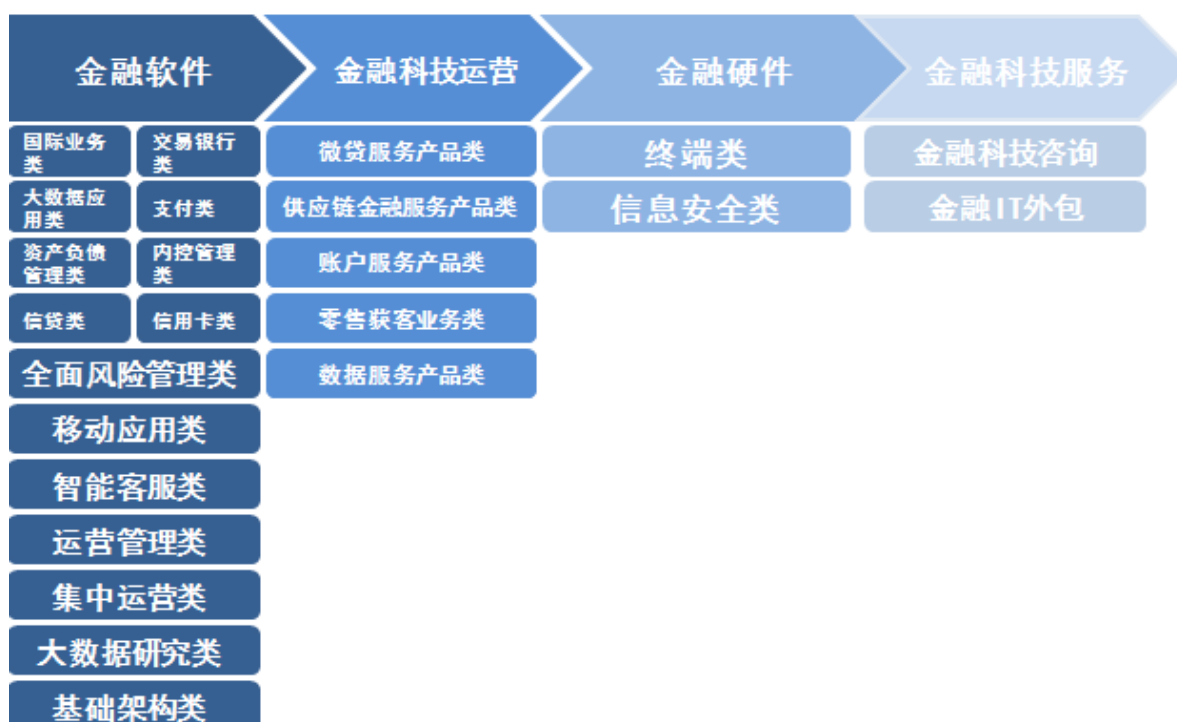 金融软件
金融科技运营
金融硬件
金融科技服务
国际业务
类
交易银行
类
大数据应
用类
支付类
资产负债
管理类
内控管理
类
信贷类
信用卡类
全面风险管理类
移动应用类
智能客服类
运营管理类
集中运营类
大数据研究类
基础架构类
微贷服务产品类
供应链金融服务产品类
账户服务产品类
零售获客业务类
数据服务产品类
终端类
信息安全类
金融科技咨询
金融IT外包